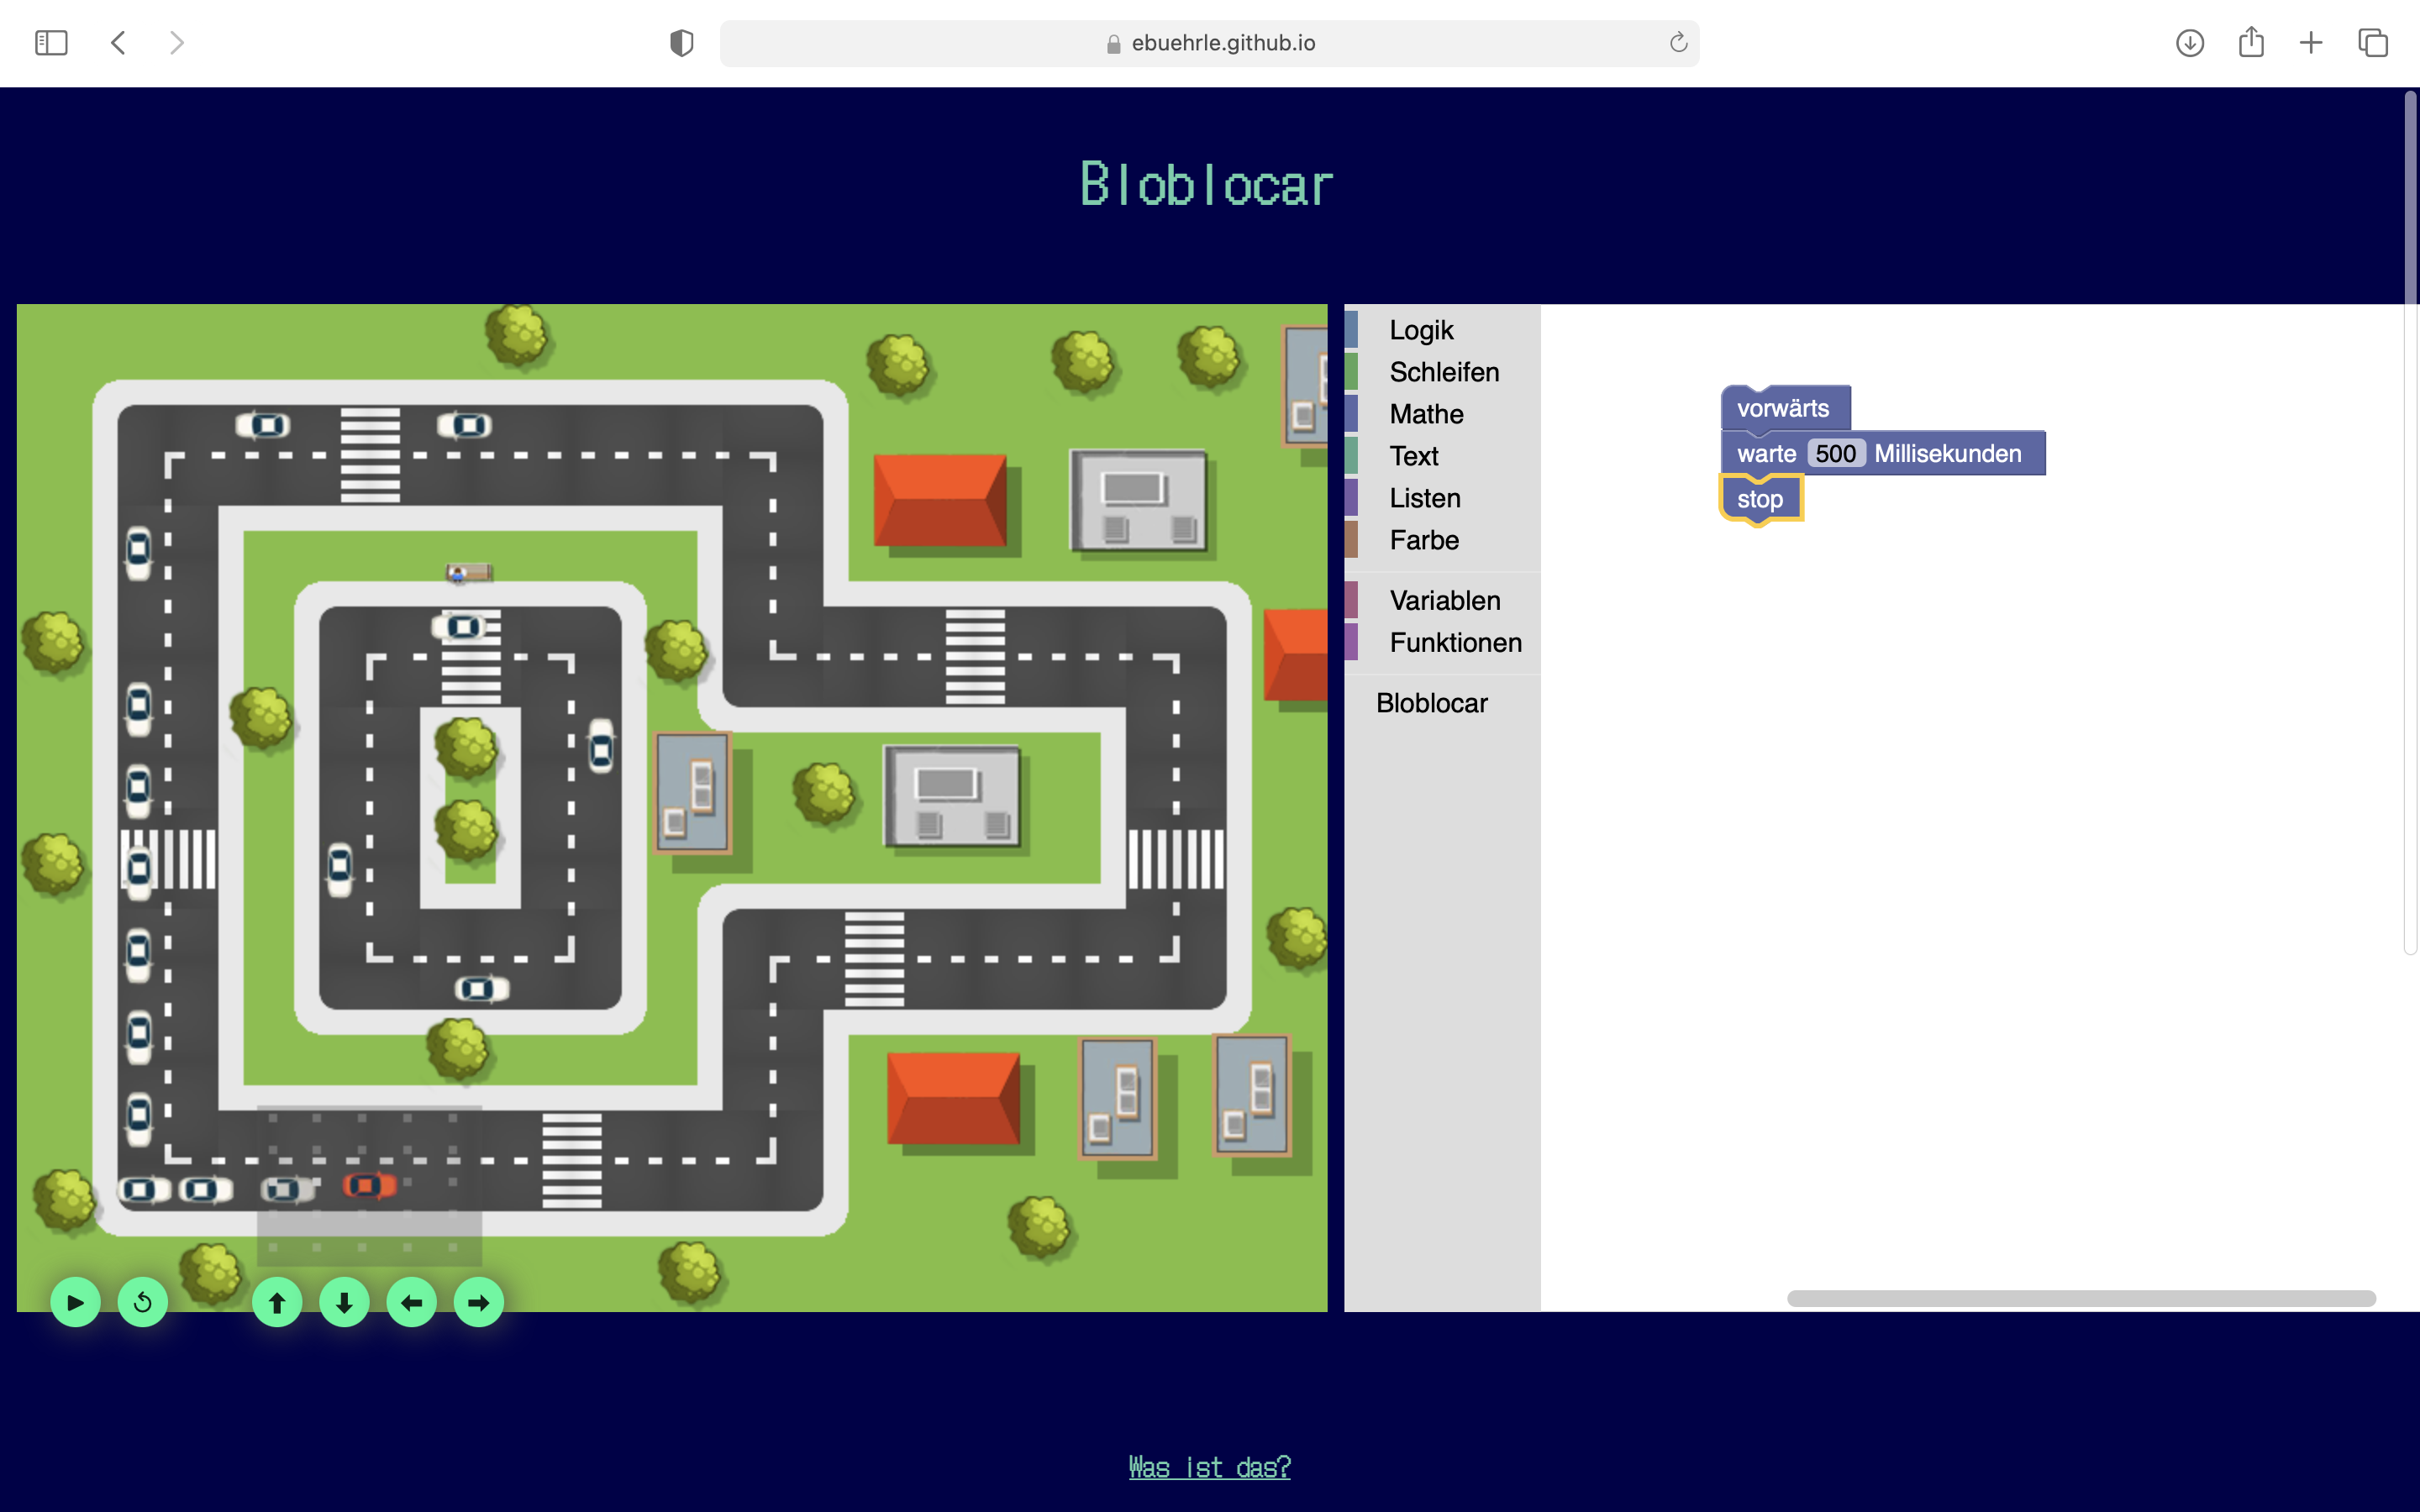 ebuehrle.github.io
Bloblocar
Logik
Schleifen
Mathe
Text
Listen
Farbe
Variablen
Funktionen
Bloblocar
vorwärts
warte 500 Millisekunden
stop
Was ist das?